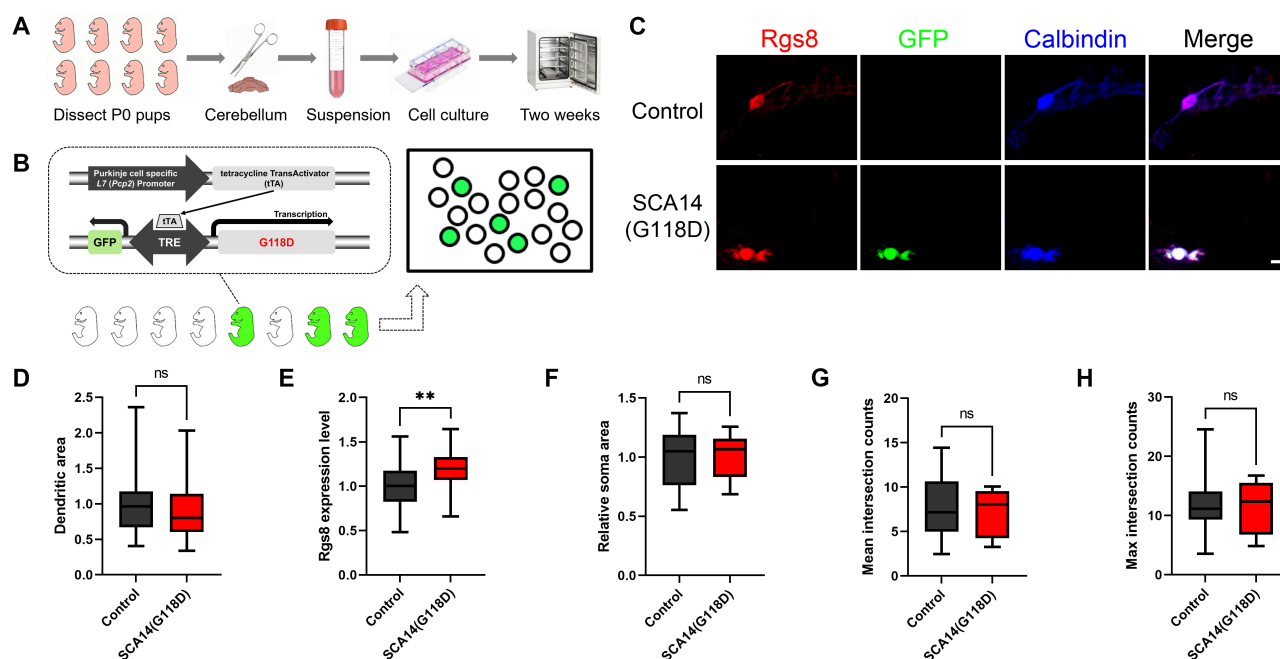 A
Dissect P0 pups
Cerebellum
Suspension
Cell culture
Two weeks
B
Purkinje cell specific
L7 (Pcp2) Promoter
tetracycline TransActivator
(tTA)
tTA
Transcription
GFP
TRE
G118D
C
Rgs8
GFP
Calbindin
Merge
Control
SCA14
(G118D)
D
ns
Dendritic area
2.5
2.0
1.5
1.0
0.5
0.0
Control
SCA14(G118D)
E
**
Rgs8 expression level
2.0
1.5
1.0
0.5
0.0
Control
SCA14(G118D)
F
ns
Relative soma area
1.5
1.0
0.5
0.0
Control
SCA14(G118D)
G
ns
Mean intersection counts
20
15
10
5
0
Control
SCA14(G118D)
H
ns
Max intersection counts
30
20
10
0
Control
SCA14(G118D)